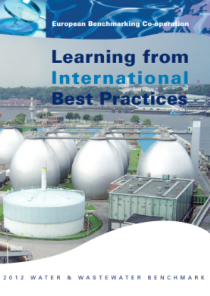 European Benchmarking Co-operation
Learning from
International
Best Practices
2012 WATER & WASTEWATER BENCHMARK